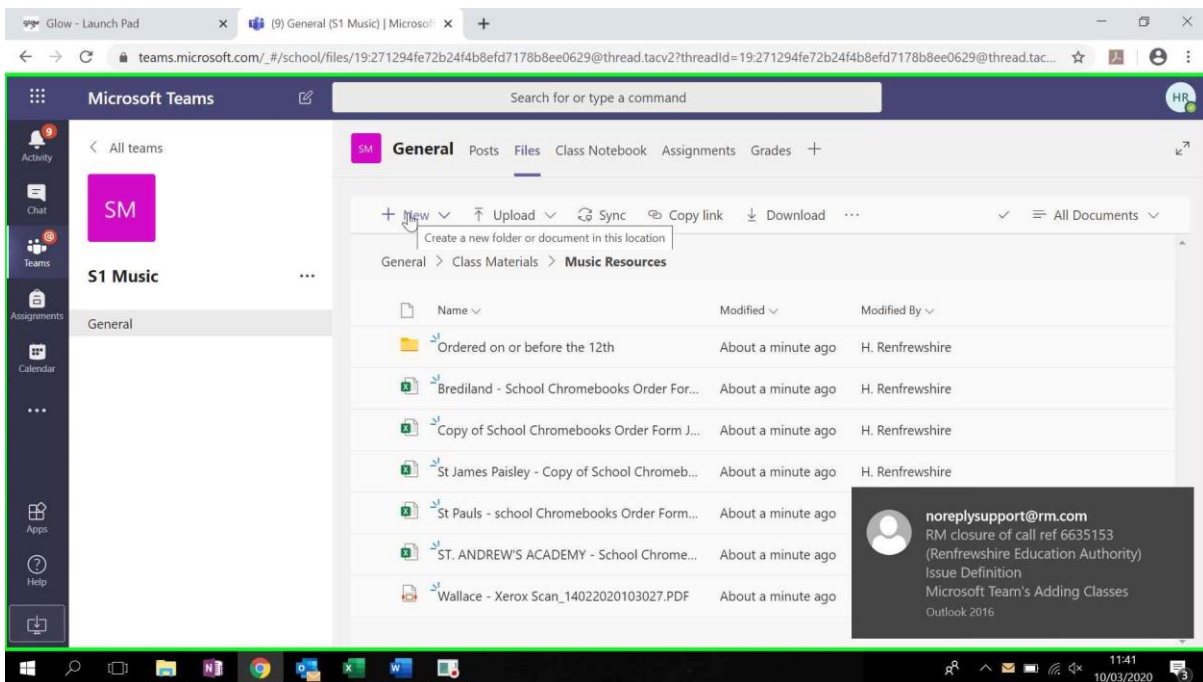 Glow - Launch Pad
(9) General (S1 Music) | Microsof
teams.microsoft.com/_#/school/files/19:271294fe72b24f4b8efd7178b8ee0629@thread.tacv2?threadId=19:271294fe72b24f4b8efd7178b8ee0629@thread.tac...
Microsoft Teams
Search for or type a command
HR
9
Activity
Chat
Teams
Assignments
Calendar
Apps
Help
All teams
SM
S1 Music
General
SM General Posts Files Class Notebook Assignments Grades +
+ New Upload Sync Copy link Download ... All Documents
Create a new folder or document in this location
General > Class Materials > Music Resources
Name Modified Modified By
Ordered on or before the 12th About a minute ago H. Renfrewshire
Brediland - School Chromebooks Order For... About a minute ago H. Renfrewshire
Copy of School Chromebooks Order Form J... About a minute ago H. Renfrewshire
St James Paisley - Copy of School Chromeb... About a minute ago H. Renfrewshire
St Pauls - school Chromebooks Order Form... About a minute ago
ST. ANDREW'S ACADEMY - School Chrome... About a minute ago
Wallace - Xerox Scan_14022020103027.PDF About a minute ago
noreplysupport@rm.com
RM closure of call ref 6635153
(Renfrewshire Education Authority)
Issue Definition
Microsoft Team's Adding Classes
Outlook 2016
11:41
10/03/2020
3